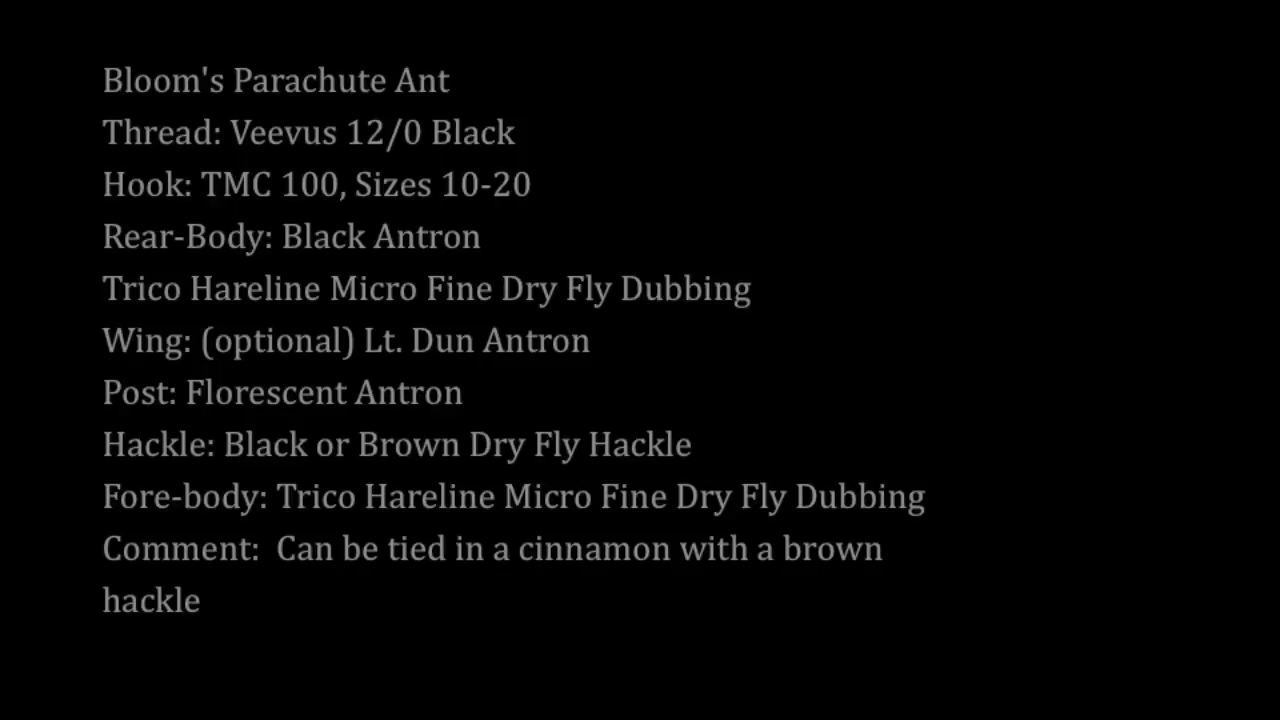 Bloom's Parachute Ant
Thread: Veevus 12/0 Black
Hook: TMC 100, Sizes 10-20
Rear-Body: Black Antron
Trico Hareline Micro Fine Dry Fly Dubbing
Wing: (optional) Lt. Dun Antron
Post: Florescent Antron
Hackle: Black or Brown Dry Fly Hackle
Fore-body: Trico Hareline Micro Fine Dry Fly Dubbing
Comment:  Can be tied in a cinnamon with a brown
hackle